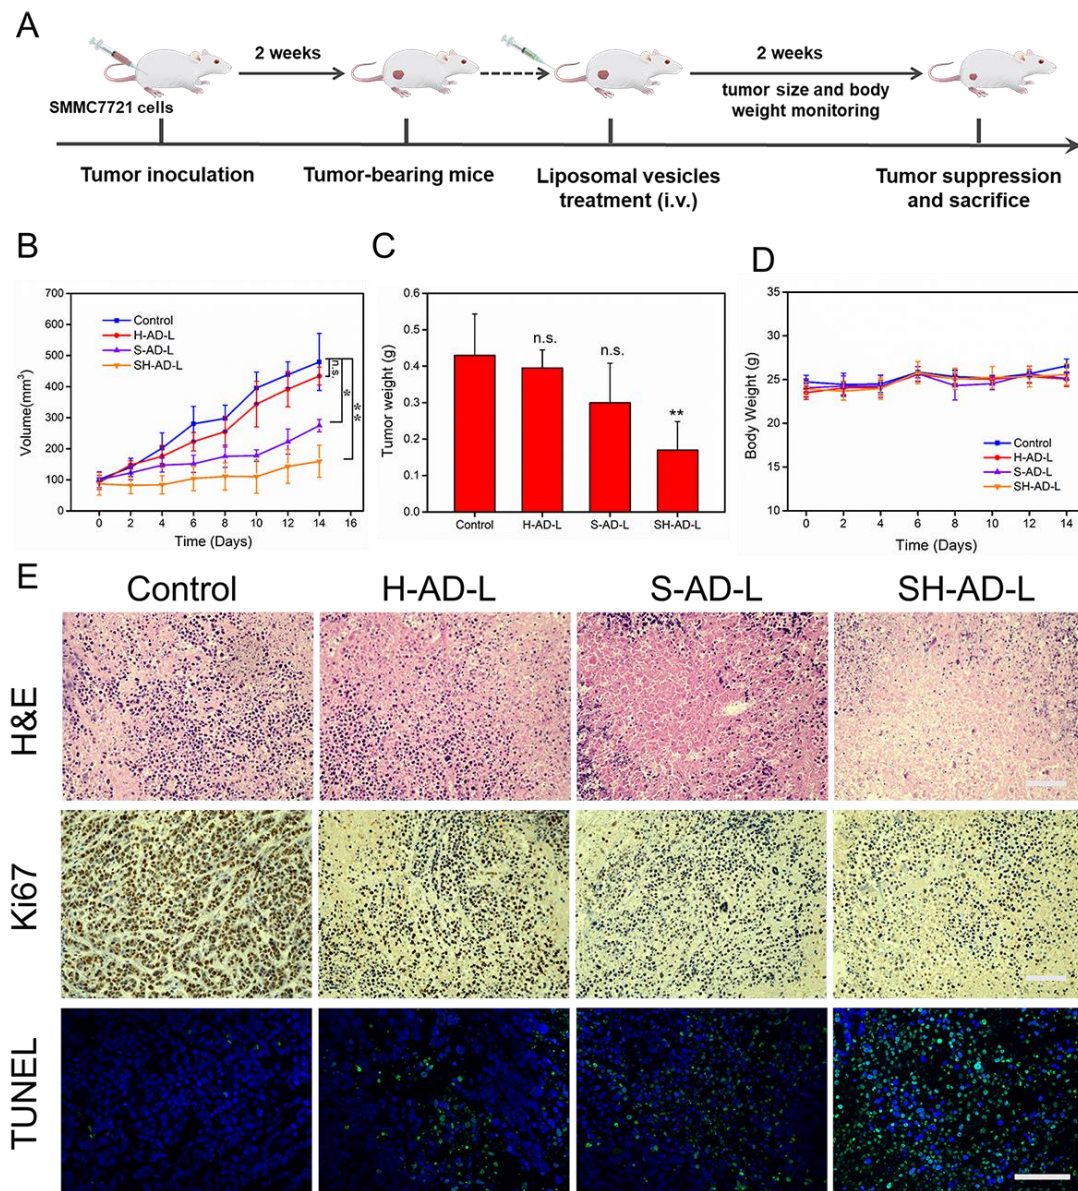 A
2 weeks
2 weeks
SMMC7721 cells
tumor size and body
weight monitoring
Tumor inoculation
Tumor-bearing mice
Liposomal vesicles
treatment (i.v.)
Tumor suppression
and sacrifice
B
Volume(mm³)
700
600
500
400
300
200
100
0
Control
H-AD-L
S-AD-L
SH-AD-L
n.s.
*
**
0 2 4 6 8 10 12 14 16
Time (Days)
C
Tumor weight (g)
0.6
0.5
0.4
0.3
0.2
0.1
0.0
n.s.
n.s.
**
Control H-AD-L S-AD-L SH-AD-L
D
Body Weight (g)
35
30
25
20
15
10
Control
H-AD-L
S-AD-L
SH-AD-L
0 2 4 6 8 10 12 14
Time (Days)
E
Control H-AD-L S-AD-L SH-AD-L
H&E
Ki67
TUNEL